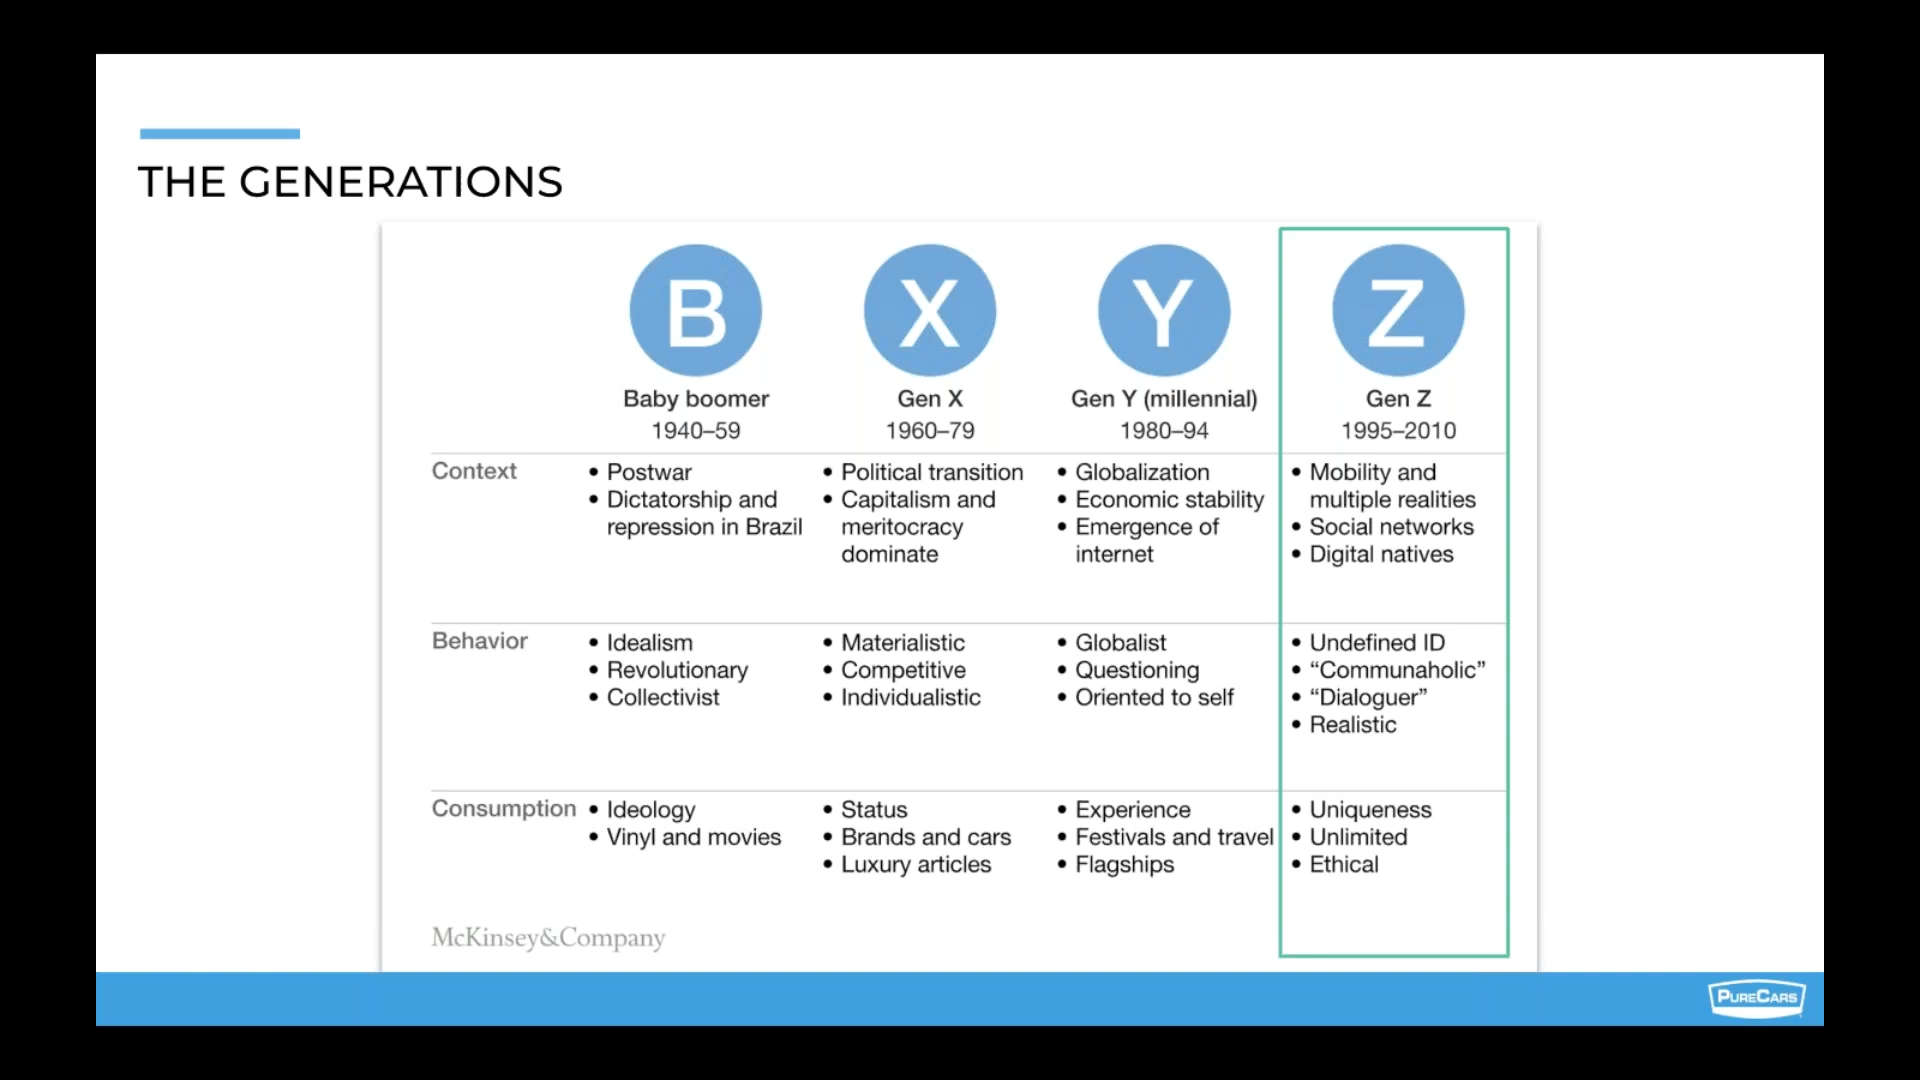 THE GENERATIONS
B
X
Y
Z
Baby boomer
1940–59
Gen X
1960–79
Gen Y (millennial)
1980–94
Gen Z
1995–2010
Context
• Postwar
• Dictatorship and
repression in Brazil
• Political transition
• Capitalism and
meritocracy
dominate
• Globalization
• Economic stability
• Emergence of
internet
• Mobility and
multiple realities
• Social networks
• Digital natives
Behavior
• Idealism
• Revolutionary
• Collectivist
• Materialistic
• Competitive
• Individualistic
• Globalist
• Questioning
• Oriented to self
• Undefined ID
• “Communaholic”
• “Dialoguer”
• Realistic
Consumption
• Ideology
• Vinyl and movies
• Status
• Brands and cars
• Luxury articles
• Experience
• Festivals and travel
• Flagships
• Uniqueness
• Unlimited
• Ethical
McKinsey&Company
PURECARS